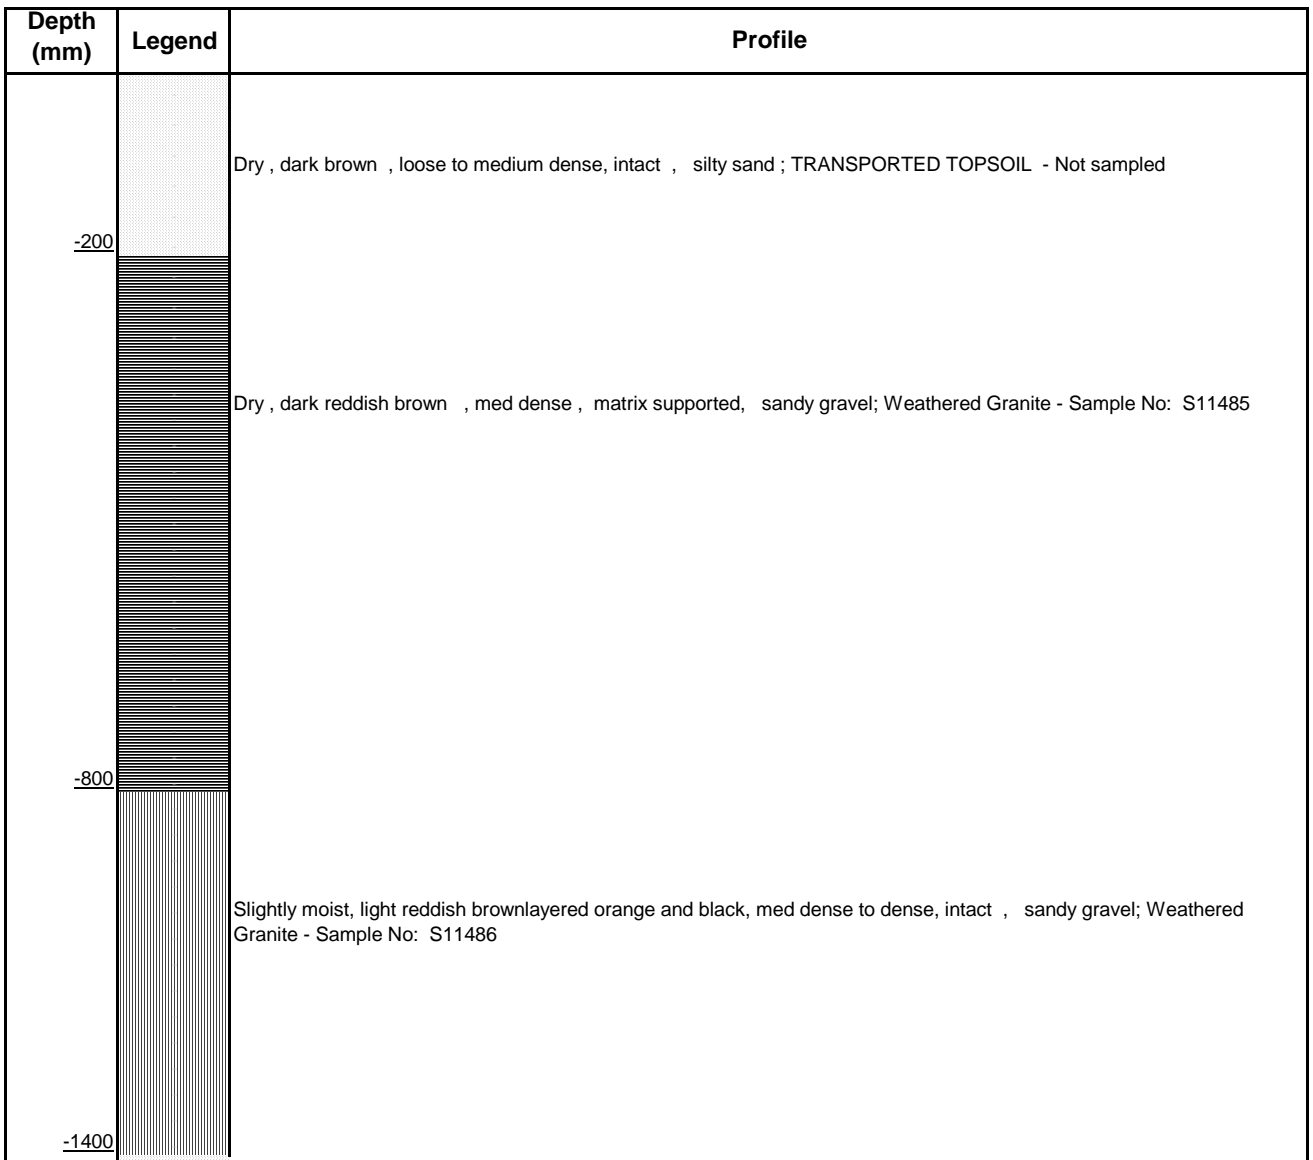 Depth
(mm)
Legend
Profile
Dry , dark brown , loose to medium dense, intact , silty sand ; TRANSPORTED TOPSOIL - Not sampled
-200
Dry , dark reddish brown , med dense , matrix supported, sandy gravel; Weathered Granite - Sample No: S11485
-800
Slightly moist, light reddish brownlayered orange and black, med dense to dense, intact , sandy gravel; Weathered
Granite - Sample No: S11486
-1400